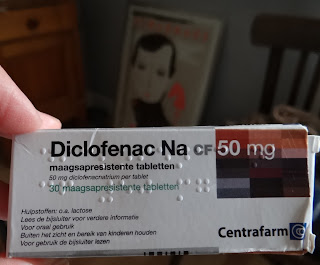 Diclofenac Na CF 50 mg
maagsapresistente tabletten
50 mg diclofenacnatrium per tablet
30 maagsapresistente tabletten
Hulpstoffen: o.a. lactose
Lees de bijsluiter voor verdere informatie
Voor oraal gebruik
Buiten het zicht en bereik van kinderen houden
Voor gebruik de bijsluiter lezen
Centrafarm